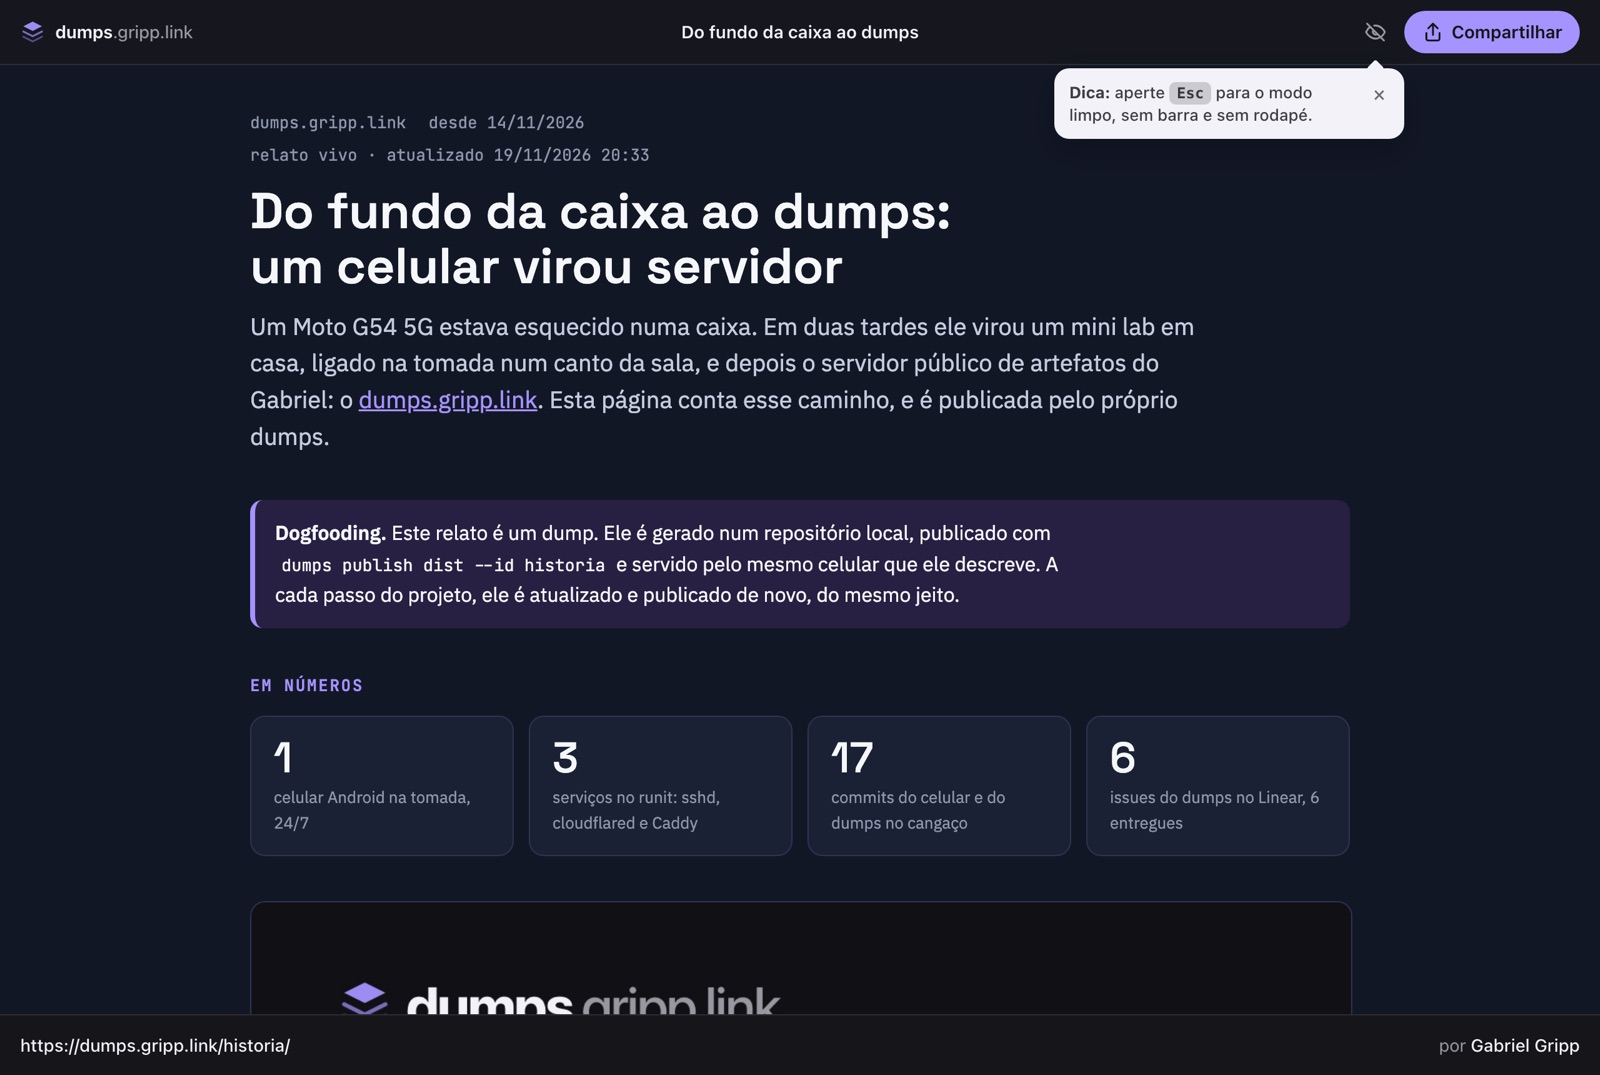 dumps.gripp.link
Do fundo da caixa ao dumps
Compartilhar
Dica: aperte Esc para o modo
limpo, sem barra e sem rodapé.
dumps.gripp.link desde 14/11/2026
relato vivo · atualizado 19/11/2026 20:33
Do fundo da caixa ao dumps:
um celular virou servidor
Um Moto G54 5G estava esquecido numa caixa. Em duas tardes ele virou um mini lab em
casa, ligado na tomada num canto da sala, e depois o servidor público de artefatos do
Gabriel: o dumps.gripp.link. Esta página conta esse caminho, e é publicada pelo próprio
dumps.
Dogfooding. Este relato é um dump. Ele é gerado num repositório local, publicado com
dumps publish dist --id historia e servido pelo mesmo celular que ele descreve. A
cada passo do projeto, ele é atualizado e publicado de novo, do mesmo jeito.
EM NÚMEROS
1
celular Android na tomada,
24/7
3
serviços no runit: sshd,
cloudflared e Caddy
17
commits do celular e do
dumps no cangaço
6
issues do dumps no Linear, 6
entregues
dumps.gripp.link
https://dumps.gripp.link/historia/
por Gabriel Gripp